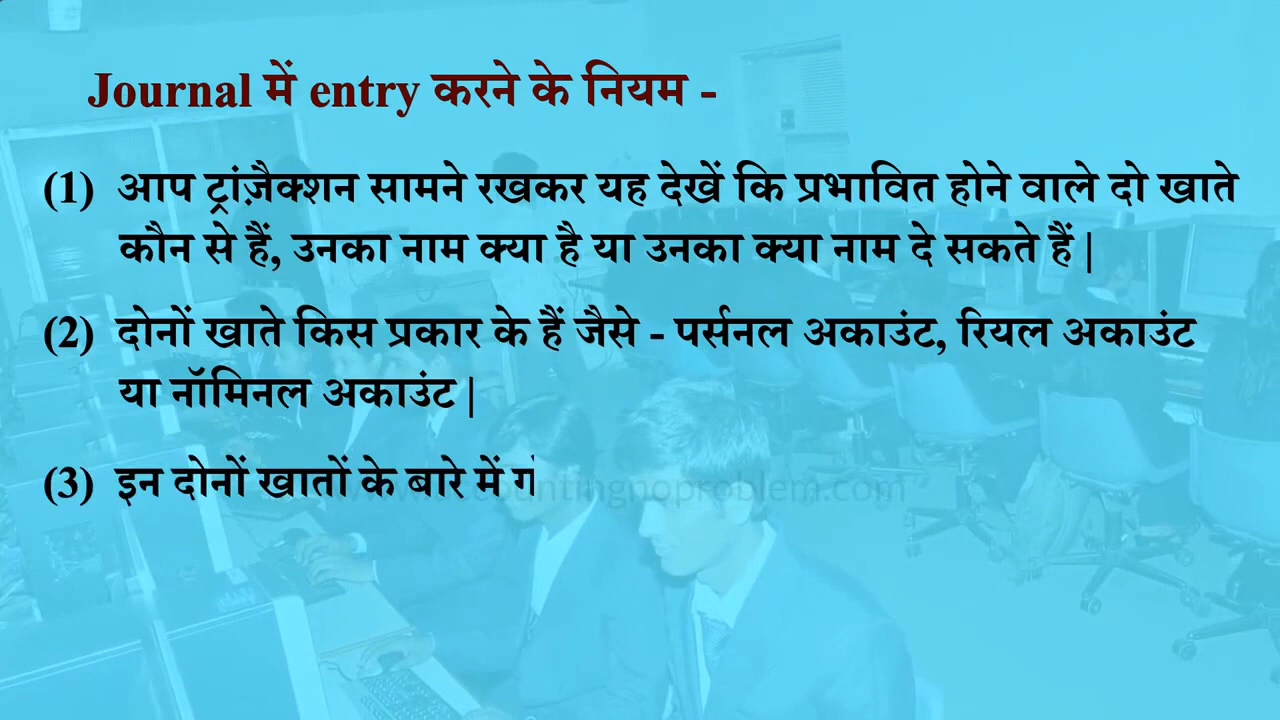 Journal में entry करने के नियम -
(1) आप ट्रांज़ैक्शन सामने रखकर यह देखें कि प्रभावित होने वाले दो खाते
कौन से हैं, उनका नाम क्या है या उनका क्या नाम दे सकते हैं |
(2) दोनों खाते किस प्रकार के हैं जैसे - पर्सनल अकाउंट, रियल अकाउंट
या नॉमिनल अकाउंट |
(3) इन दोनों खातों के बारे में